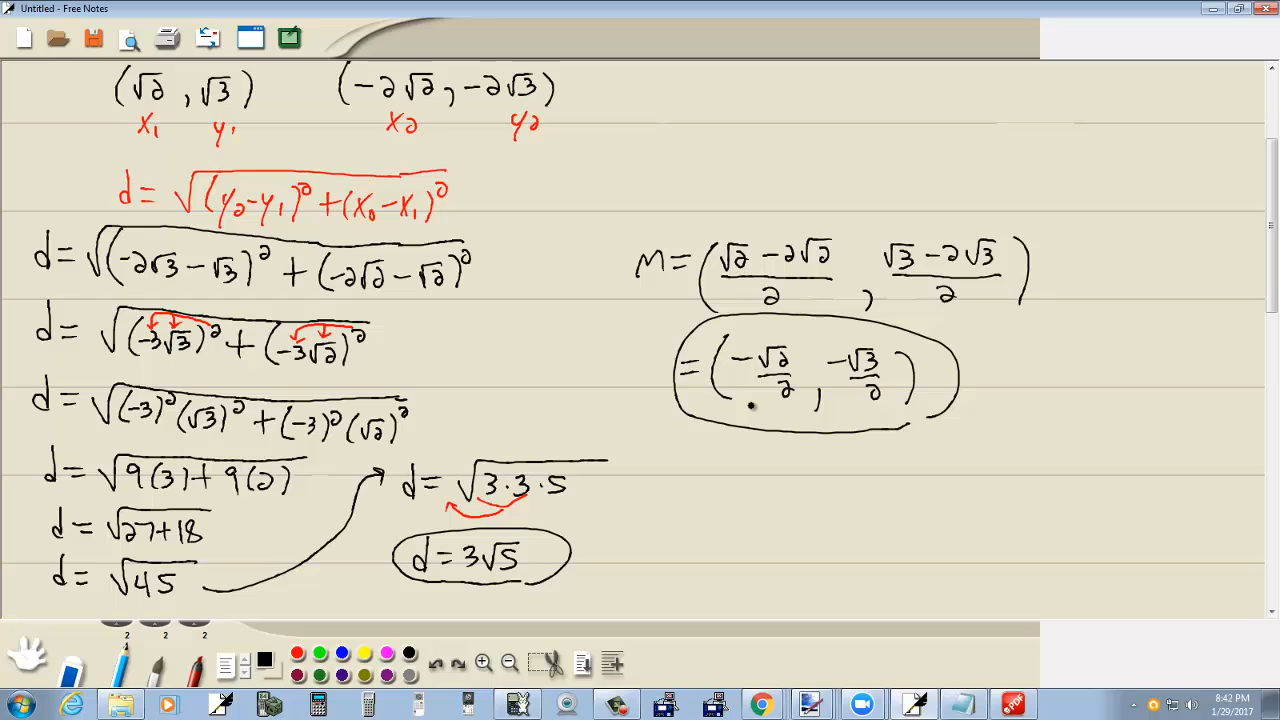 Untitled - Free Notes
(√2 , √3) (-2√2, -2√3)
x₁ y₁ x2 y2
d = √((y2-y₁)² + (x2-x₁)²)
d = √((-2√3 - √3)² + (-2√2 - √2)²)
d = √((-3√3)² + (-3√2)²)
d = √((-3)²(√3)² + (-3)²(√2)²)
d = √(9(3) + 9(2))
d = √(27+18)
d = √45
d = √(3·3·5)
d = 3√5
M = ((√2 - 2√2)/2 , (√3 - 2√3)/2)
= (-√2/2 , -√3/2)
2 2 2
8:42 PM
1/29/2017